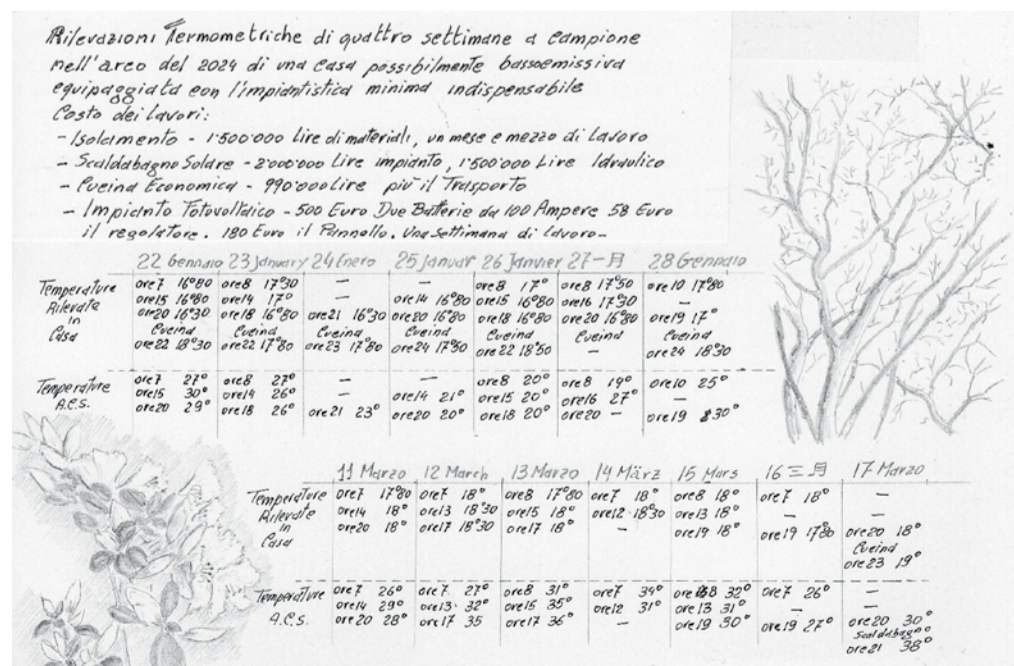 Rilevazioni Termometriche di quattro settimane a campione
nell'arco del 2024 di una casa possibilmente bassoemissiva
equipaggiata con l'impiantistica minima indispensabile
Costo dei Lavori:
- Isolamento - 1'500'000 Lire di materiali, un mese e mezzo di Lavoro
- Scaldabagno Solare - 2'000'000 Lire impianto, 1'500'000 Lire Idraulico
- Cucina Economica - 990'000 Lire più il Trasporto
- Impianto Fotovoltaico - 500 Euro Due Batterie da 100 Ampere 58 Euro
il regolatore. 180 Euro il Pannello. Una Settimana di Lavoro-
22 Gennaio 23 January 24 Enero 25 Januar 26 Janvier 27 一月 28 Gennaio
Temperature ore7 16°80 ore8 17°30 — — ore8 17° ore8 17°50 ore10 17°80
Rilevate ore15 16°80 ore14 17° — ore14 16°80 ore15 16°80 ore16 17°30 —
in ore20 16°30 ore18 16°80 ore21 16°30 ore20 16°80 ore18 16°80 ore20 16°80 ore19 17°
Casa Cucina Cucina Cucina Cucina Cucina Cucina Cucina
ore22 18°30 ore22 17°80 ore23 17°80 ore24 17°50 ore22 18°50 — ore24 18°30
Temperature ore7 27° ore8 27° — — ore8 20° ore8 19° ore10 25°
A.C.S. ore15 30° ore14 26° — ore14 21° ore15 20° ore16 27° —
ore20 29° ore18 26° ore21 23° ore20 20° ore18 20° ore20 — ore19 30°
11 Marzo 12 March 13 Marzo 14 März 15 Mars 16 三月 17 Marzo
Temperature ore7 17°80 ore7 18° ore8 17°80 ore7 18° ore8 18° ore7 18° —
Rilevate ore14 18° ore13 18°30 ore15 18° ore12 18°30 ore13 18° — —
in ore20 18° ore17 18°30 ore17 18° — ore19 18° ore19 17°80 ore20 18°
Casa Cucina
ore23 19°
Temperature ore7 26° ore7 27° ore8 31° ore7 34° ore8 32° ore7 26° —
A.C.S. ore14 29° ore13 32° ore15 35° ore12 31° ore13 31° — —
ore20 28° ore17 35 ore17 36° — ore19 30° ore19 27° ore20 30°
Scaldabagno
ore21 38°